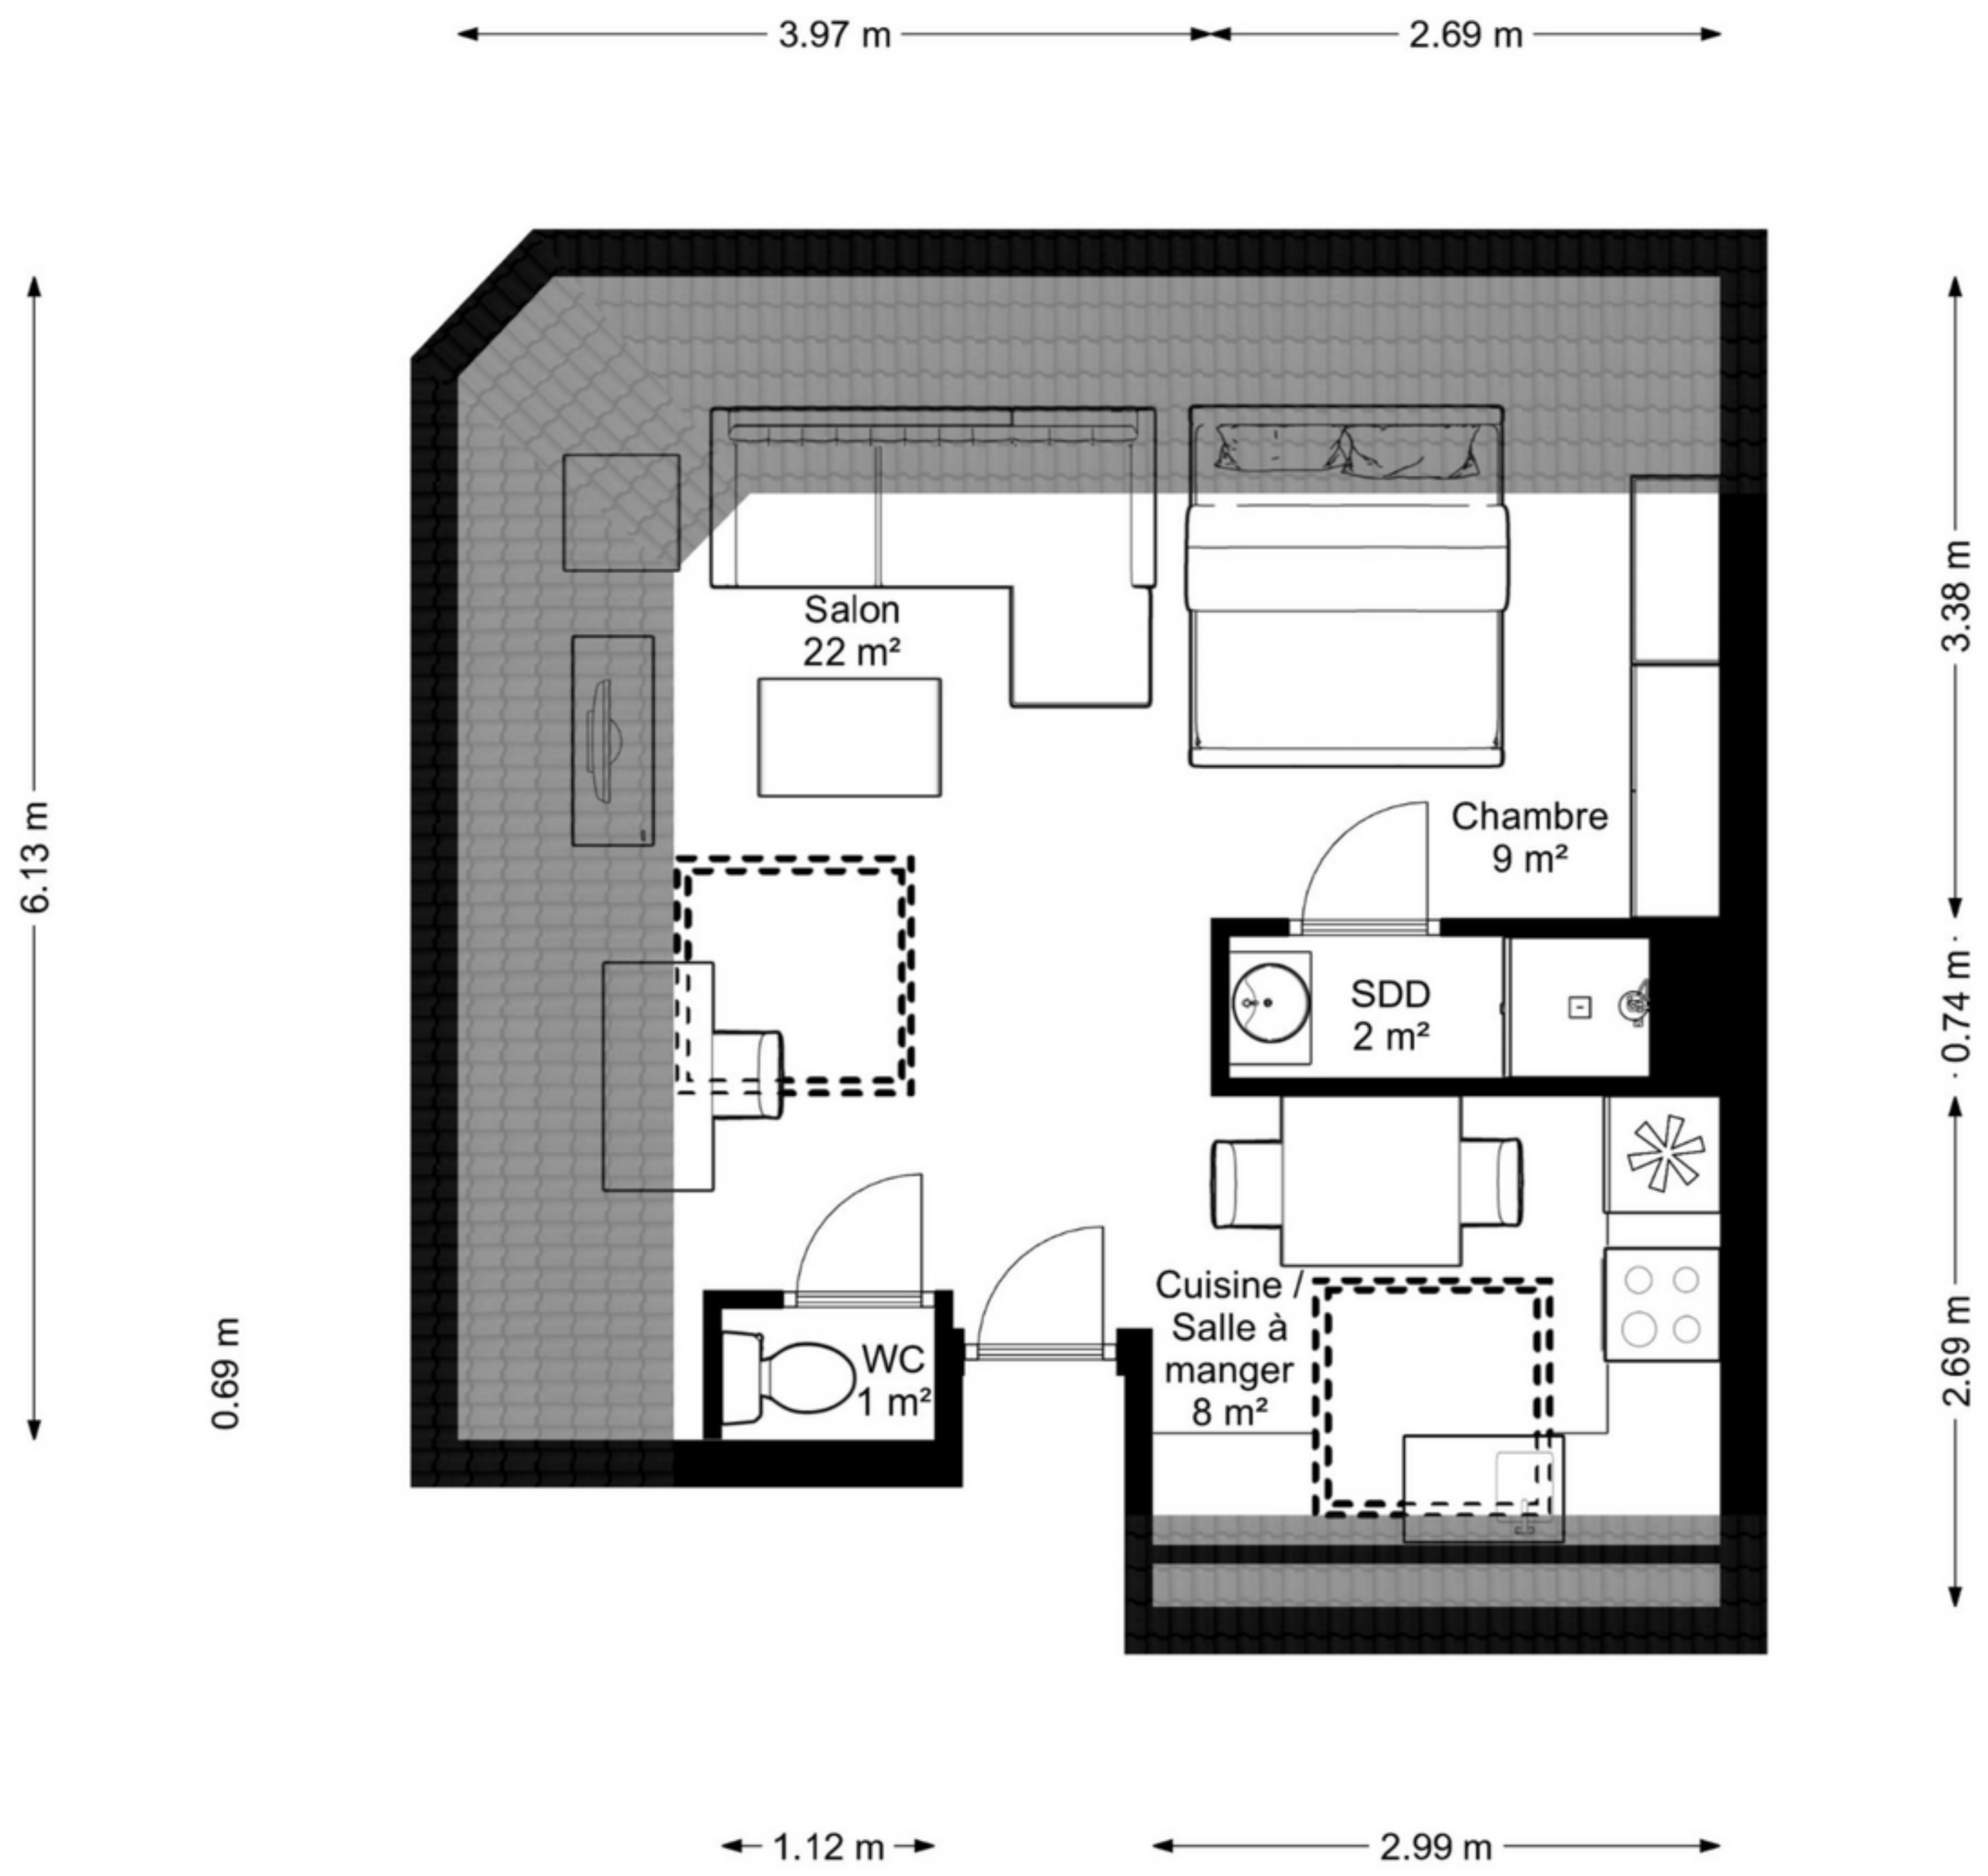 3.97 m
2.69 m
Salon
22 m²
3.38 m
Chambre
9 m²
6.13 m
SDD
2 m²
0.74 m
Cuisine /
Salle à
manger
8 m²
WC
1 m²
0.69 m
2.69 m
1.12 m
2.99 m